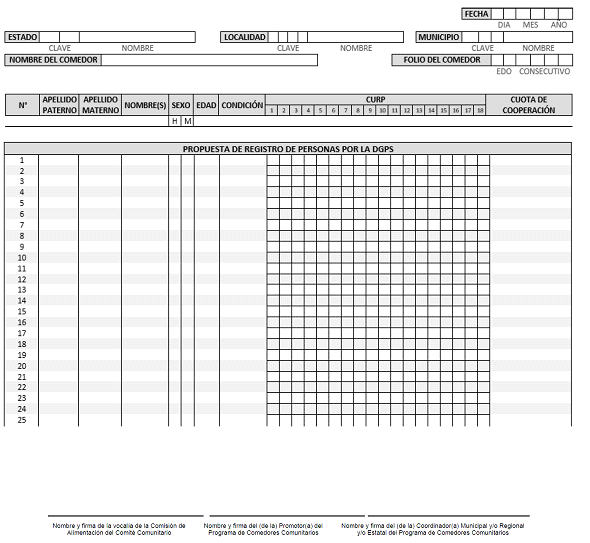 FECHA
DIA MES AÑO
ESTADO LOCALIDAD MUNICIPIO
CLAVE NOMBRE CLAVE NOMBRE CLAVE NOMBRE
NOMBRE DEL COMEDOR FOLIO DEL COMEDOR
EDO CONSECUTIVO
N° APELLIDO PATERNO APELLIDO MATERNO NOMBRE(S) SEXO EDAD CONDICIÓN CURP CUOTA DE COOPERACIÓN
1 2 3 4 5 6 7 8 9 10 11 12 13 14 15 16 17 18
H M
PROPUESTA DE REGISTRO DE PERSONAS POR LA DGPS
1
2
3
4
5
6
7
8
9
10
11
12
13
14
15
16
17
18
19
20
21
22
23
24
25
Nombre y firma de la vocalia de la Comisión de
Alimentación del Comité Comunitario
Nombre y firma del (de la) Promotor(a) del
Programa de Comedores Comunitarios
Nombre y firma del (de la) Coordinador(a) Municipal y/o Regional
y/o Estatal del Programa de Comedores Comunitarios